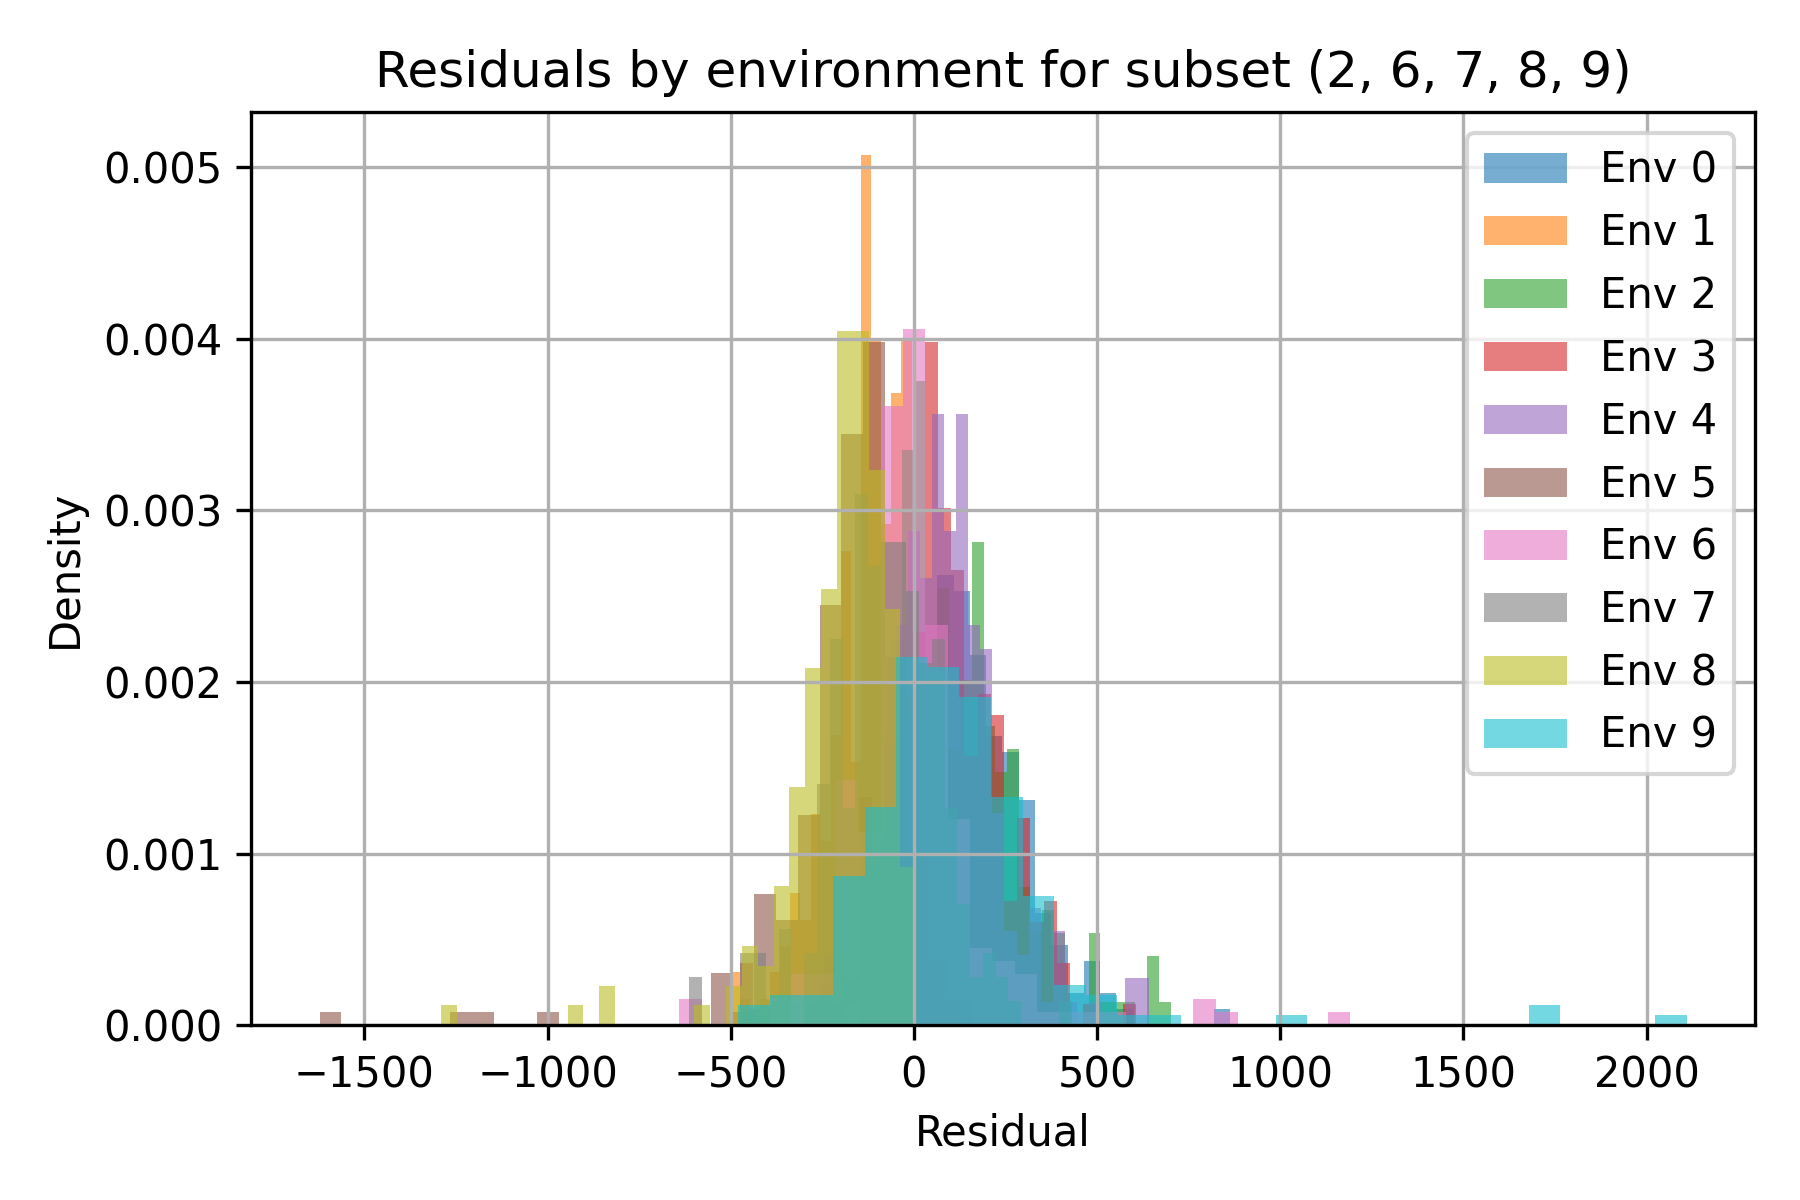 Residuals by environment for subset (2, 6, 7, 8, 9)
0.005
0.004
0.003
0.002
0.001
0.000
Density
−1500 −1000 −500 0 500 1000 1500 2000
Residual
Env 0
Env 1
Env 2
Env 3
Env 4
Env 5
Env 6
Env 7
Env 8
Env 9